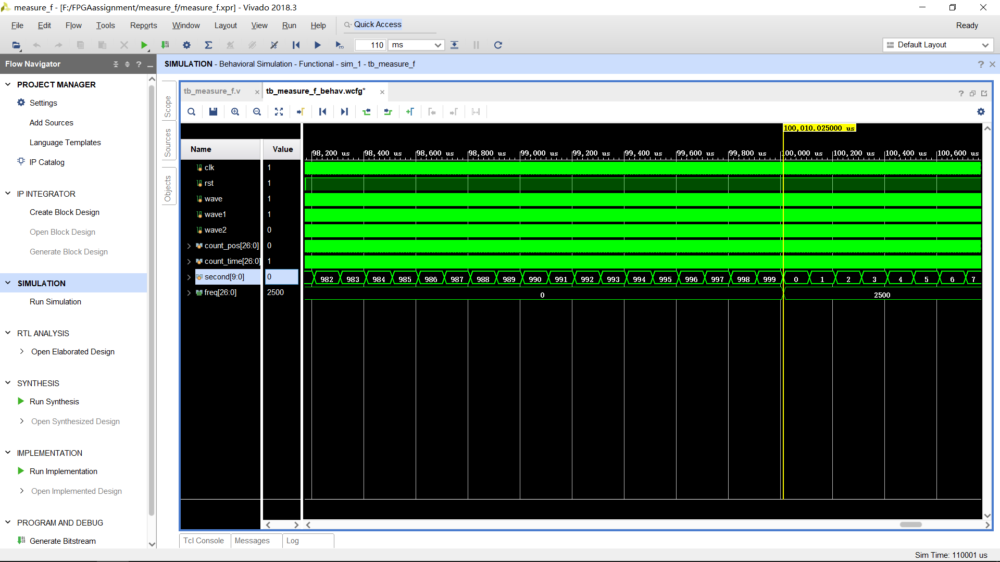 measure_f - [F:/FPGAassignment/measure_f/measure_f.xpr] - Vivado 2018.3
File Edit Flow Tools Reports Window Layout View Run Help Quick Access Ready
110 ms Default Layout
Flow Navigator ? _
SIMULATION - Behavioral Simulation - Functional - sim_1 - tb_measure_f ?
PROJECT MANAGER
Settings
Add Sources
Language Templates
IP Catalog
IP INTEGRATOR
Create Block Design
Open Block Design
Generate Block Design
SIMULATION
Run Simulation
RTL ANALYSIS
Open Elaborated Design
SYNTHESIS
Run Synthesis
Open Synthesized Design
IMPLEMENTATION
Run Implementation
Open Implemented Design
PROGRAM AND DEBUG
Generate Bitstream
Scope
Sources
Objects
tb_measure_f.v tb_measure_f_behav.wcfg* ?
100,010.025000 us
Name Value
98,200 us 98,400 us 98,600 us 98,800 us 99,000 us 99,200 us 99,400 us 99,600 us 99,800 us 100,000 us 100,200 us 100,400 us 100,600 us
clk 1
rst 1
wave 1
wave1 1
wave2 0
count_pos[26:0] 0
count_time[26:0] 1
second[9:0] 0 982 983 984 985 986 987 988 989 990 991 992 993 994 995 996 997 998 999 0 1 2 3 4 5 6 7
freq[26:0] 2500 0 2500
Tcl Console Messages Log
Sim Time: 110001 us